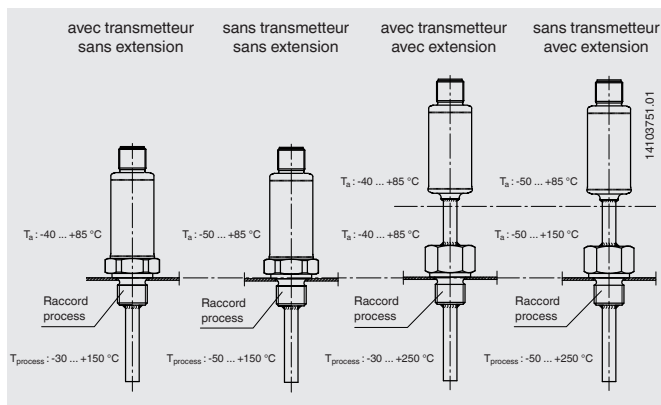 avec transmetteur
sans extension
sans transmetteur
sans extension
avec transmetteur
avec extension
sans transmetteur
avec extension
14103751.01
Ta : -40 ... +85 °C
Ta : -50 ... +85 °C
Ta : -40 ... +85 °C
Ta : -50 ... +85 °C
Ta : -40 ... +85 °C
Ta : -50 ... +150 °C
Raccord
process
Raccord
process
Raccord
process
Raccord
process
Tprocess : -30 ... +150 °C
Tprocess : -50 ... +150 °C
Tprocess : -30 ... +250 °C
Tprocess : -50 ... +250 °C